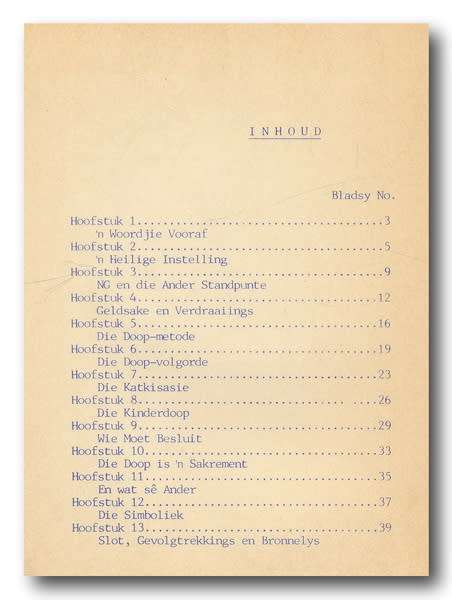 INHOUD
Bladsy No.
Hoofstuk 1.......................................3
'n Woordjie Vooraf
Hoofstuk 2.......................................5
'n Heilige Instelling
Hoofstuk 3.......................................9
NG en die Ander Standpunte
Hoofstuk 4......................................12
Geldsake en Verdraaiings
Hoofstuk 5......................................16
Die Doop-metode
Hoofstuk 6......................................19
Die Doop-volgorde
Hoofstuk 7......................................23
Die Katkisasie
Hoofstuk 8................................ .....26
Die Kinderdoop
Hoofstuk 9......................................29
Wie Moet Besluit
Hoofstuk 10.....................................33
Die Doop is 'n Sakrement
Hoofstuk 11.....................................35
En wat sê Ander
Hoofstuk 12.....................................37
Die Simboliek
Hoofstuk 13.....................................39
Slot, Gevolgtrekkings en Bronnelys